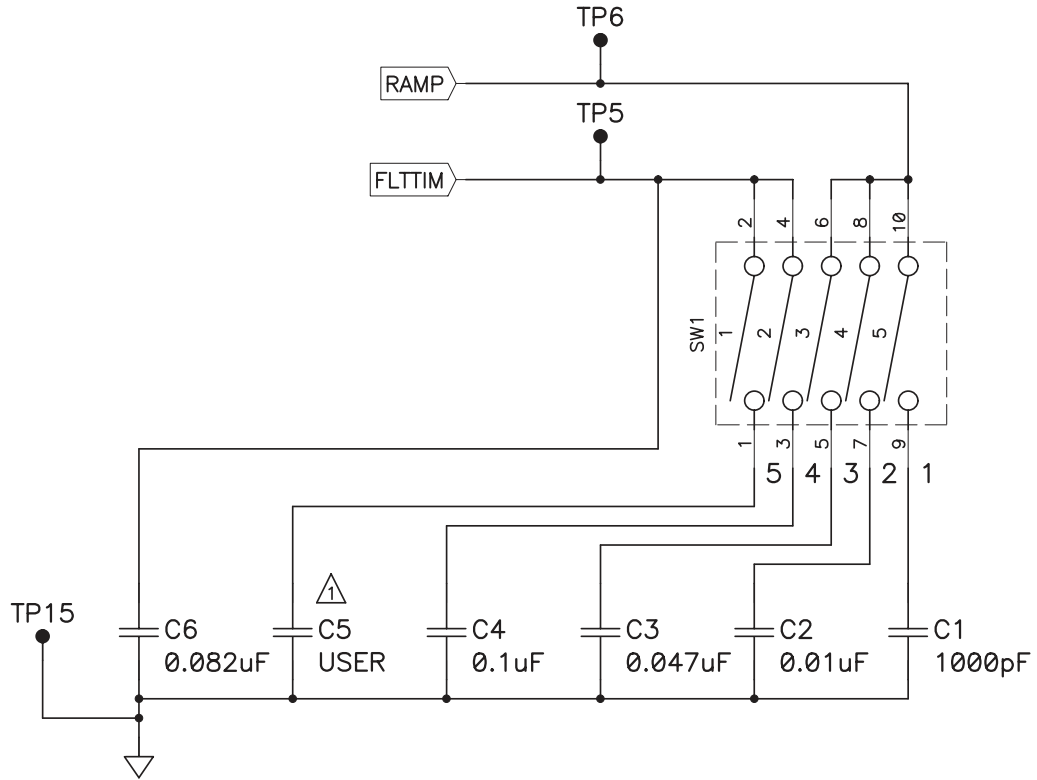 TP6
RAMP
TP5
FLTTIM
2 4 6 8 10
SW1 1 2 3 4 5
1 3 5 7 9
5 4 3 2 1
1
TP15
C6 C5 C4 C3 C2 C1
0.082uF USER 0.1uF 0.047uF 0.01uF 1000pF